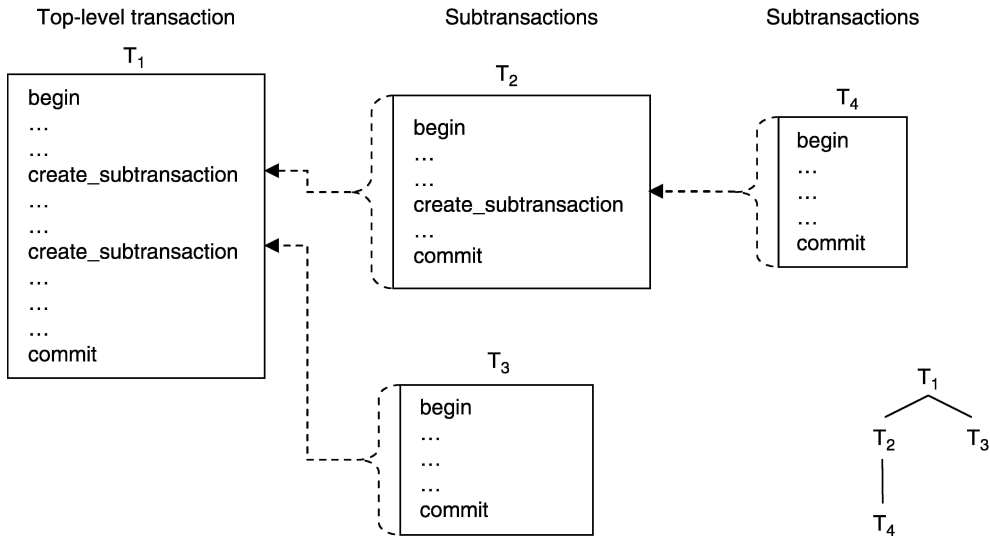 Top-level transaction
Subtransactions
Subtransactions
T₁
begin
...
...
create_subtransaction
...
...
create_subtransaction
...
...
...
commit
T₂
begin
...
...
create_subtransaction
...
commit
T₄
begin
...
...
...
commit
T₃
begin
...
...
...
commit
T₁
T₂ T₃
T₄